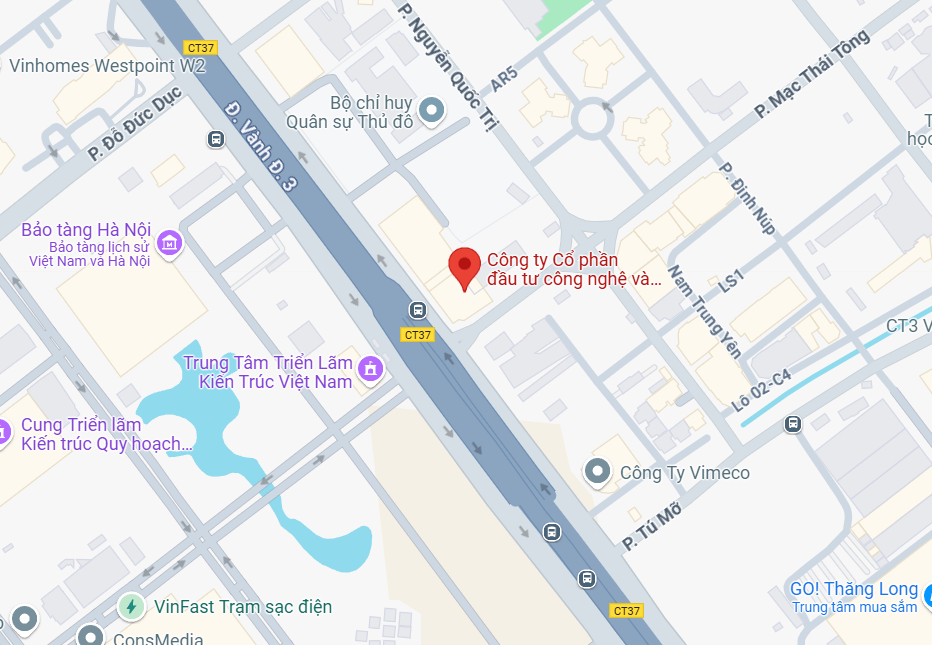 P. Nguyễn Quốc Trị
CT37
Vinhomes Westpoint W2
P. Mạc Thái Tông
AR5
P. Đỗ Đức Dục
Bộ chỉ huy
Quân sự Thủ đô
Đ. Vành Đ. 3
học
P. Đinh Núp
Bảo tàng Hà Nội
Bảo tàng lịch sử
Việt Nam và Hà Nội
Công ty Cổ phần
đầu tư công nghệ và...
LS1
Nam Trung Yên
CT37
CT3 V
Trung Tâm Triển Lãm
Kiến Trúc Việt Nam
Lô 02-C4
Cung Triển lãm
Kiến trúc Quy hoạch...
Công Ty Vimeco
P. Tú Mỡ
GO! Thăng Long
Trung tâm mua sắm
VinFast Trạm sạc điện
CT37
ConsMedia